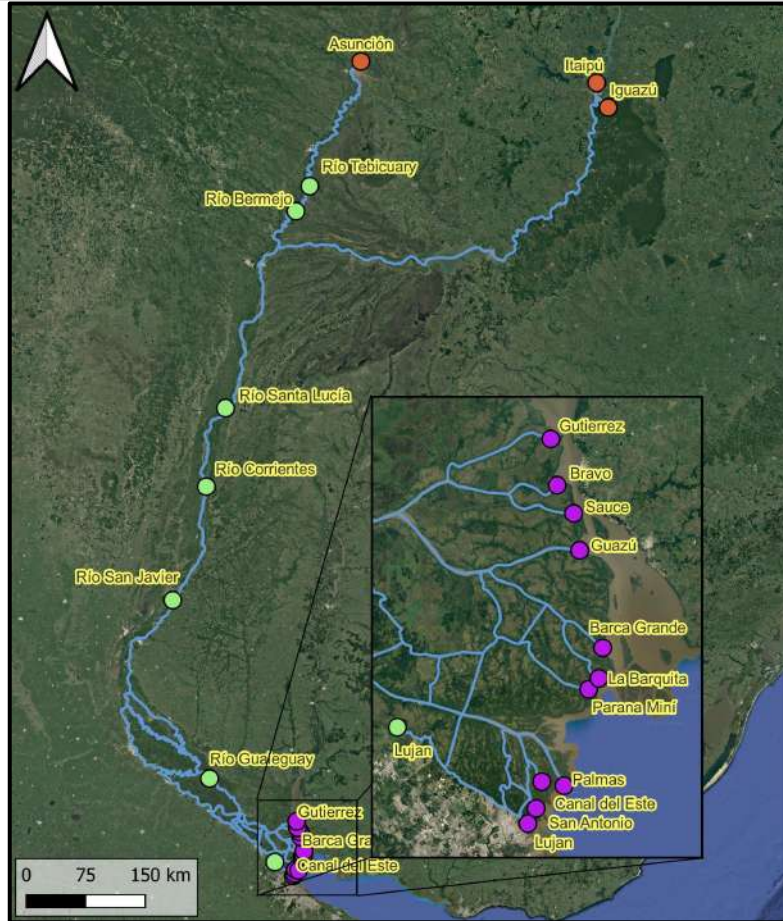 Asunción
Itaipú
Iguazú
Río Tebicuary
Río Bermejo
Río Santa Lucía
Río Corrientes
Río San Javier
Río Gualeguay
Gutierrez
Barca Gra
Canal del Este
Gutierrez
Bravo
Sauce
Guazú
Barca Grande
La Barquita
Parana Miní
Lujan
Palmas
Canal del Este
San Antonio
Lujan
0 75 150 km